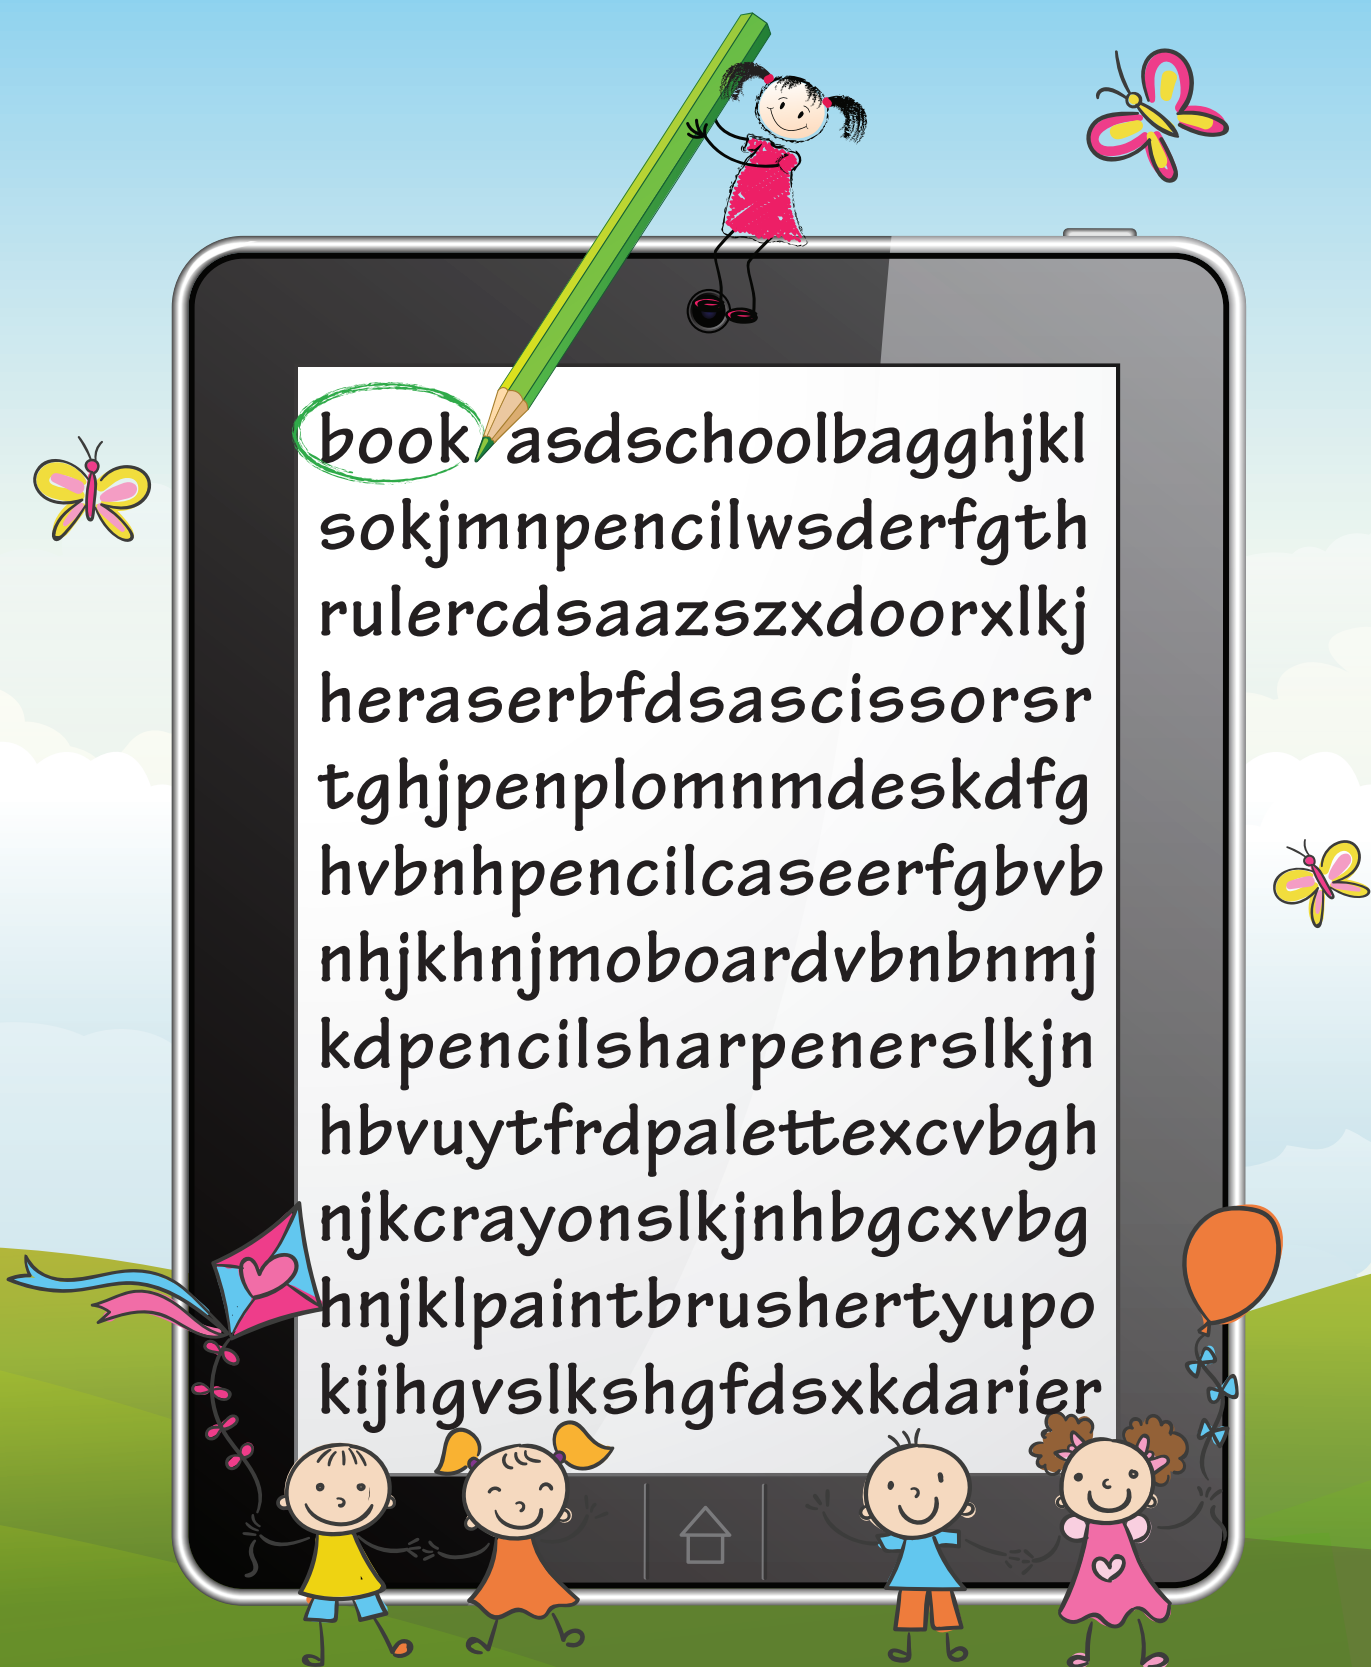 book asdschoolbagghjkl
sokjmnpencilwsderfgth
rulercdsaazszxdoorxlkj
heraserbfdsascissorsr
tghjpenplomnmdeskdfg
hvbnhpencilcaseerfgbvb
nhjkhnjmoboardvbnbnmj
kdpencilsharpenerslkjn
hbvuytfrdpalettexcvbgh
njkcrayonslkjnhbgcxvbg
hnjklpaintbrushertyupo
kijhgvslkshgfdsxkdarier